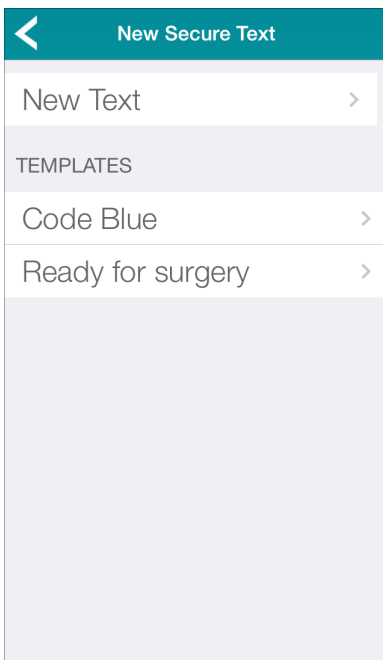 New Secure Text
New Text
TEMPLATES
Code Blue
Ready for surgery